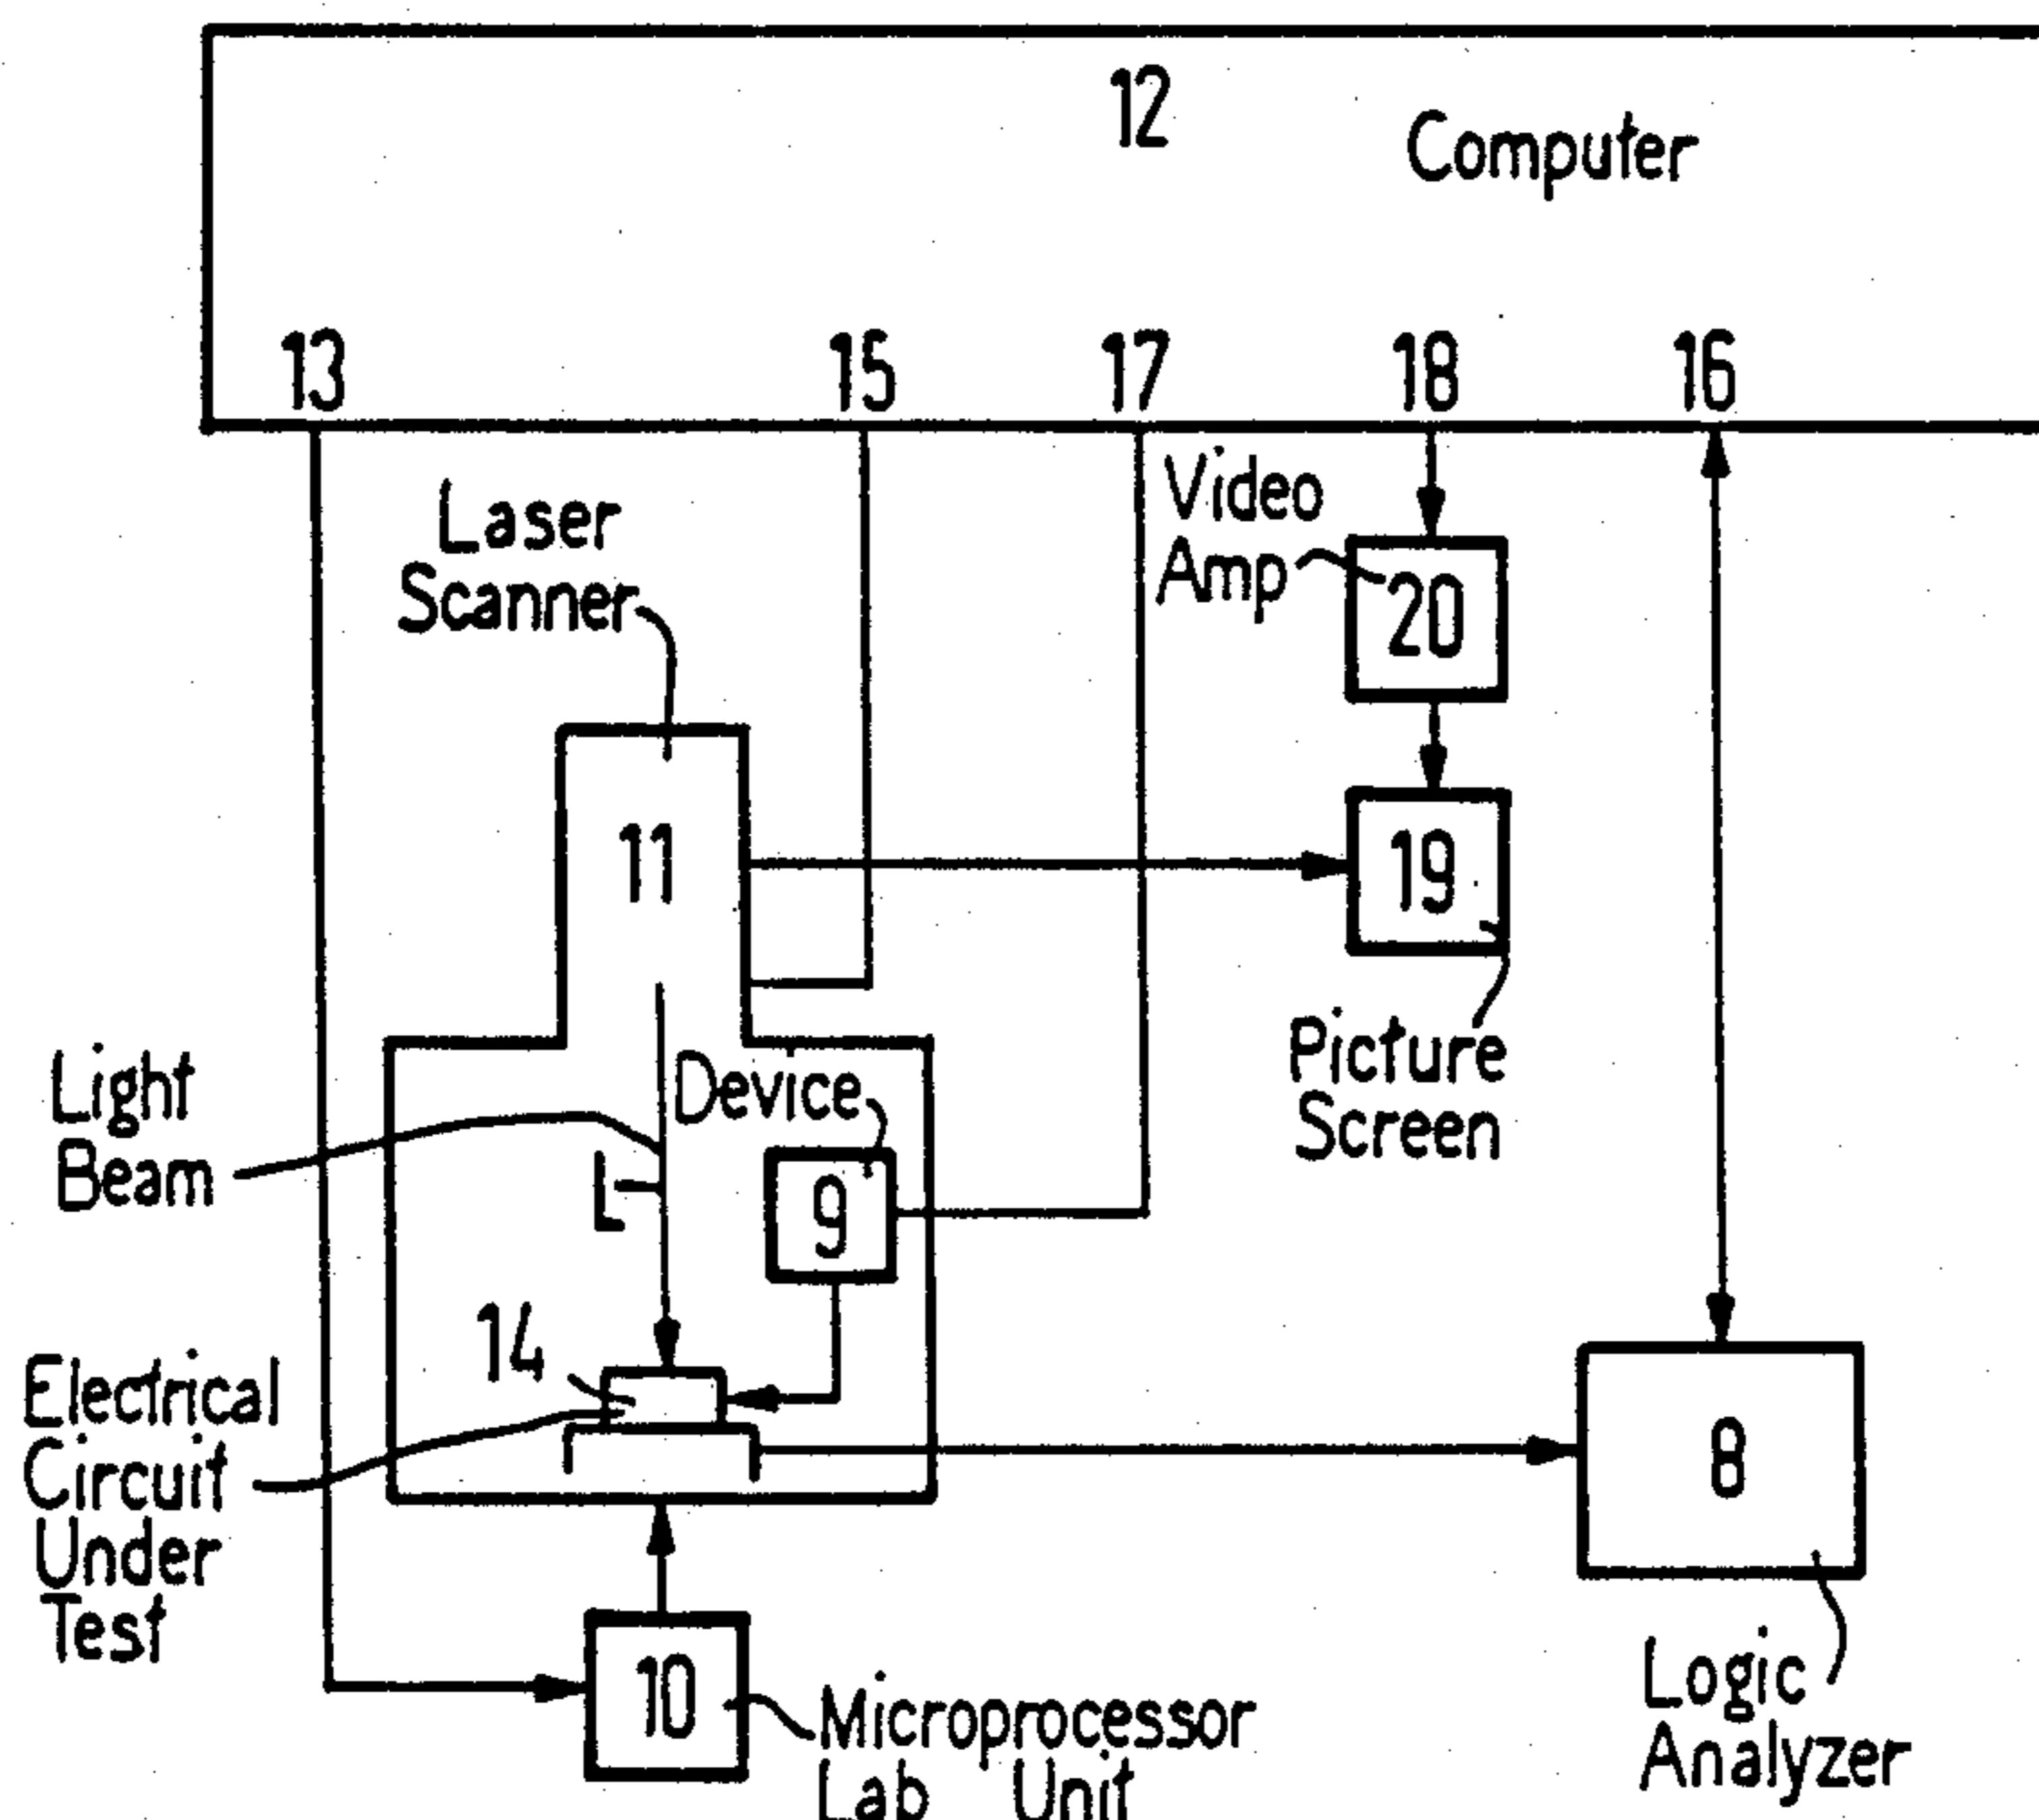 12
Computer
13 15 17 18 16
Laser
Scanner
Video
Amp
20
11
19
Picture
Screen
Light
Beam
Device
L
9
14
Electrical
Circuit
Under
Test
8
10
Microprocessor
Lab Unit
Logic
Analyzer